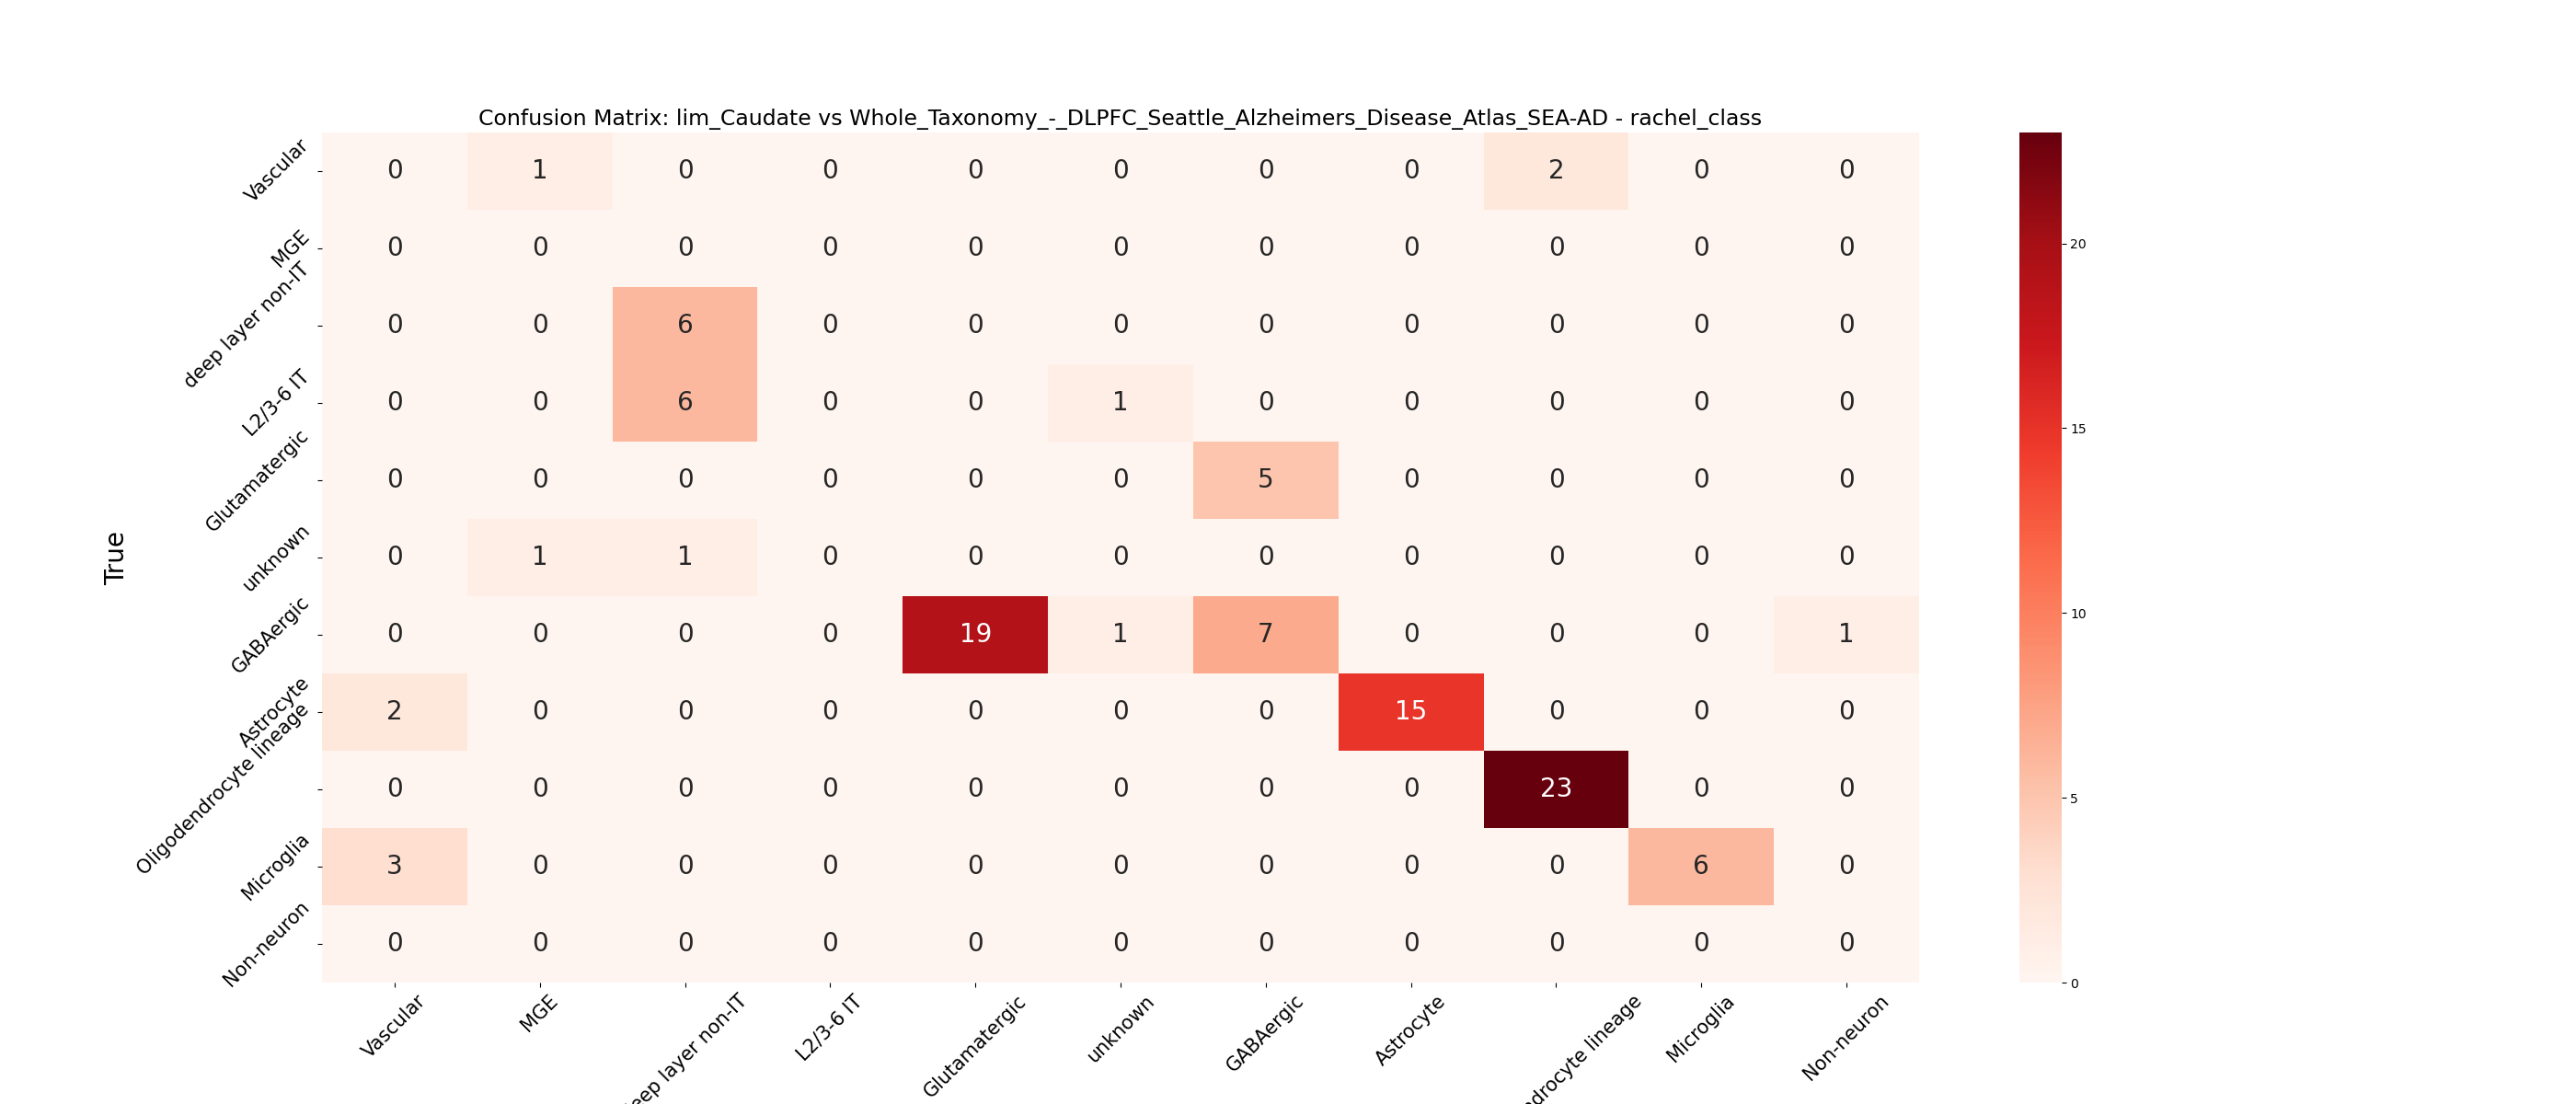 Confusion Matrix: lim_Caudate vs Whole_Taxonomy_-_DLPFC_Seattle_Alzheimers_Disease_Atlas_SEA-AD - rachel_class
True
Vascular 0 1 0 0 0 0 0 0 2 0 0
MGE 0 0 0 0 0 0 0 0 0 0 0
deep layer non-IT 0 0 6 0 0 0 0 0 0 0 0
L2/3-6 IT 0 0 6 0 0 1 0 0 0 0 0
Glutamatergic 0 0 0 0 0 0 5 0 0 0 0
unknown 0 1 1 0 0 0 0 0 0 0 0
GABAergic 0 0 0 0 19 1 7 0 0 0 1
Astrocyte 2 0 0 0 0 0 0 15 0 0 0
Oligodendrocyte lineage 0 0 0 0 0 0 0 0 23 0 0
Microglia 3 0 0 0 0 0 0 0 0 6 0
Non-neuron 0 0 0 0 0 0 0 0 0 0 0
Vascular MGE eep layer non-IT L2/3-6 IT Glutamatergic unknown GABAergic Astrocyte ndrocyte lineage Microglia Non-neuron
20
15
10
5
0